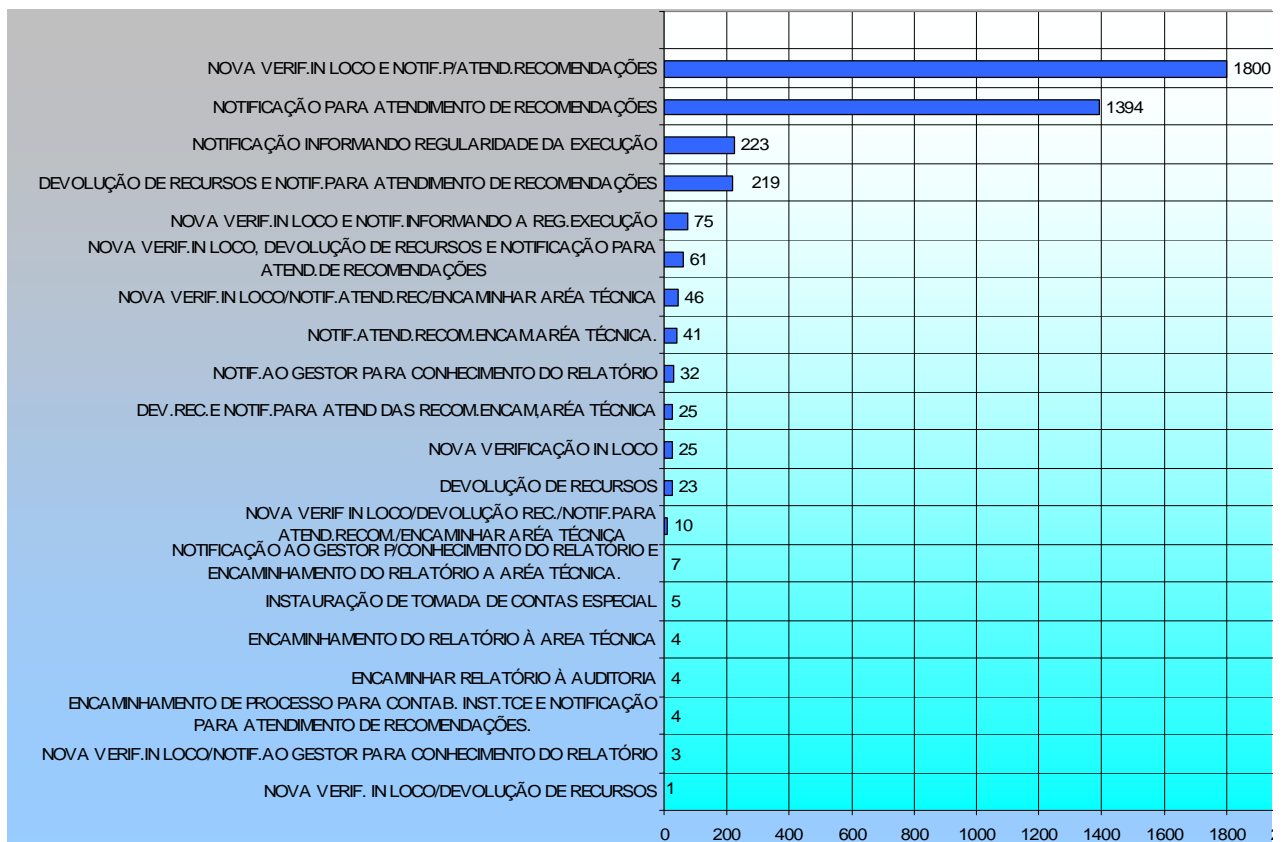 NOVA VERIF.IN LOCO E NOTIF.P/ATEND.RECOMENDAÇÕES 1800
NOTIFICAÇÃO PARA ATENDIMENTO DE RECOMENDAÇÕES 1394
NOTIFICAÇÃO INFORMANDO REGULARIDADE DA EXECUÇÃO 223
DEVOLUÇÃO DE RECURSOS E NOTIF.PARA ATENDIMENTO DE RECOMENDAÇÕES 219
NOVA VERIF.IN LOCO E NOTIF.INFORMANDO A REG.EXECUÇÃO 75
NOVA VERIF.IN LOCO, DEVOLUÇÃO DE RECURSOS E NOTIFICAÇÃO PARA
ATEND.DE RECOMENDAÇÕES 61
NOVA VERIF.IN LOCO/NOTIF.ATEND.REC/ENCAMINHAR ARÉA TÉCNICA 46
NOTIF.ATEND.RECOM.ENCAM.ARÉA TÉCNICA. 41
NOTIF.AO GESTOR PARA CONHECIMENTO DO RELATÓRIO 32
DEV.REC.E NOTIF.PARA ATEND DAS RECOM.ENCAM,ARÉA TÉCNICA 25
NOVA VERIFICAÇÃO IN LOCO 25
DEVOLUÇÃO DE RECURSOS 23
NOVA VERIF IN LOCO/DEVOLUÇÃO REC./NOTIF.PARA
ATEND.RECOM./ENCAMINHAR ARÉA TÉCNIÇA 10
NOTIFICAÇÃO AO GESTOR P/CONHECIMENTO DO RELATÓRIO E
ENCAMINHAMENTO DO RELATÓRIO A ARÉA TÉCNICA. 7
INSTAURAÇÃO DE TOMADA DE CONTAS ESPECIAL 5
ENCAMINHAMENTO DO RELATÓRIO À AREA TÉCNICA 4
ENCAMINHAR RELATÓRIO À AUDITORIA 4
ENCAMINHAMENTO DE PROCESSO PARA CONTAB. INST.TCE E NOTIFICAÇÃO
PARA ATENDIMENTO DE RECOMENDAÇÕES. 4
NOVA VERIF.IN LOCO/NOTIF.AO GESTOR PARA CONHECIMENTO DO RELATÓRIO 3
NOVA VERIF. IN LOCO/DEVOLUÇÃO DE RECURSOS 1
0 200 400 600 800 1000 1200 1400 1600 1800